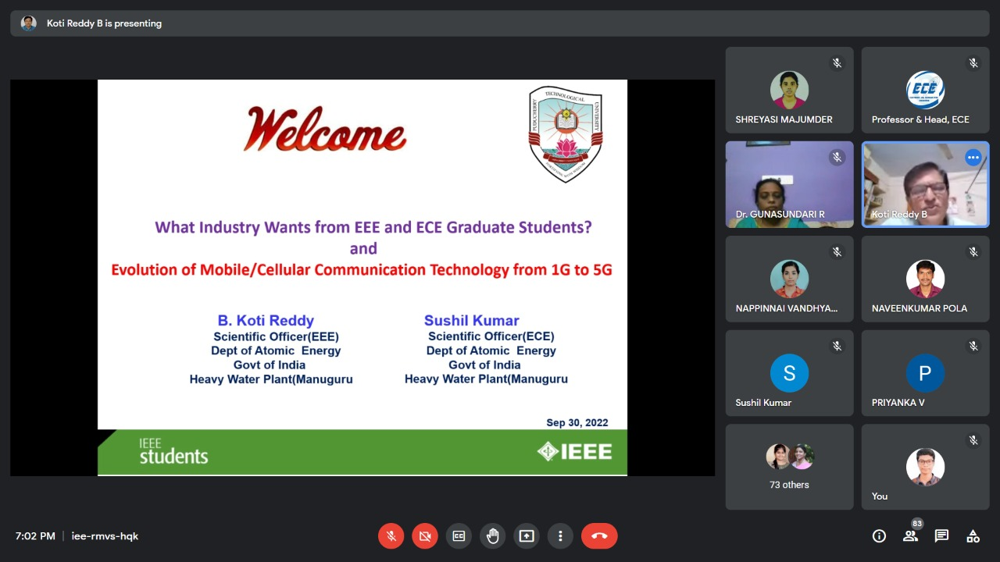 Koti Reddy B is presenting
Welcome
PUDUCHERRY
TECHNOLOGICAL
UNIVERSITY
What Industry Wants from EEE and ECE Graduate Students?
and
Evolution of Mobile/Cellular Communication Technology from 1G to 5G
B. Koti Reddy
Scientific Officer(EEE)
Dept of Atomic Energy
Govt of India
Heavy Water Plant(Manuguru
Sushil Kumar
Scientific Officer(ECE)
Dept of Atomic Energy
Govt of India
Heavy Water Plant(Manuguru
Sep 30, 2022
IEEE
students
IEEE
SHREYASI MAJUMDER
ECE
Professor & Head, ECE
Dr. GUNASUNDARI R
Koti Reddy B
NAPPINNAI VANDHYA...
NAVEENKUMAR POLA
S
Sushil Kumar
P
PRIYANKA V
73 others
You
7:02 PM | iee-rmvs-hqk
CC
83